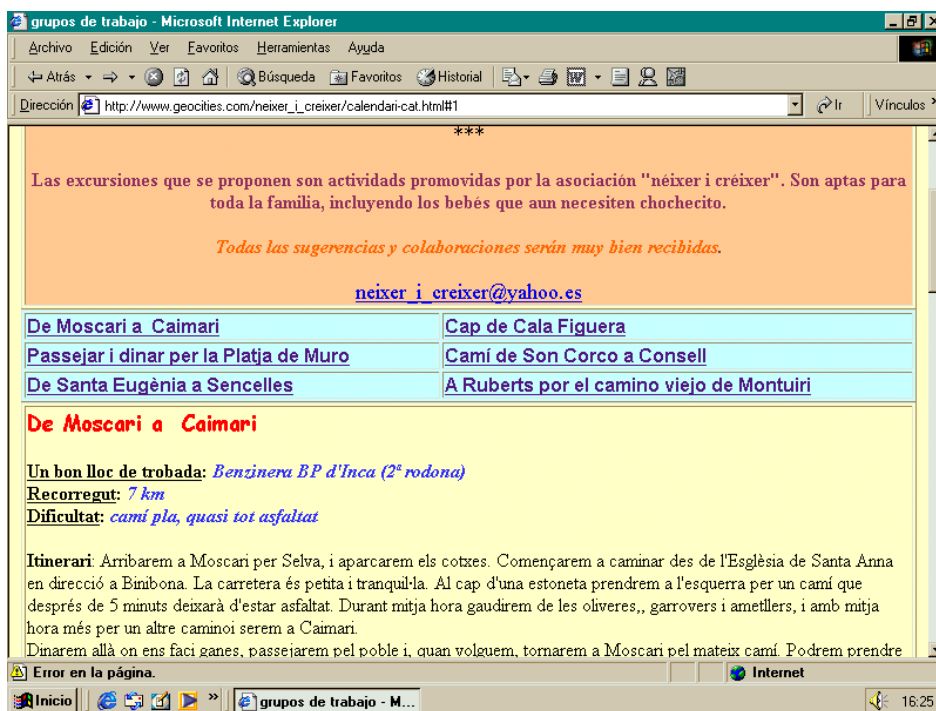 grupos de trabajo - Microsoft Internet Explorer
Archivo Edición Ver Favoritos Herramientas Ayuda
Atrás Búsqueda Favoritos Historial
Dirección http://www.geocities.com/neixer_i_creixer/calendari-cat.html#1 Ir Vínculos »
***
Las excursiones que se proponen son actividads promovidas por la asociación "néixer i créixer". Son aptas para
toda la familia, incluyendo los bebés que aun necesiten chochecito.
Todas las sugerencias y colaboraciones serán muy bien recibidas.
neixer_i_creixer@yahoo.es
De Moscari a Caimari Cap de Cala Figuera
Passejar i dinar per la Platja de Muro Camí de Son Corco a Consell
De Santa Eugènia a Sencelles A Ruberts por el camino viejo de Montuiri
De Moscari a Caimari
Un bon lloc de trobada: Benzinera BP d'Inca (2ª rodona)
Recorregut: 7 km
Dificultat: camí pla, quasi tot asfaltat
Itinerari: Arribarem a Moscari per Selva, i aparcarem els cotxes. Començarem a caminar des de l'Esglèsia de Santa Anna
en direcció a Binibona. La carretera és petita i tranquil·la. Al cap d'una estoneta prendrem a l'esquerra per un camí que
després de 5 minuts deixarà d'estar asfaltat. Durant mitja hora gaudirem de les oliveres,, garrovers i ametllers, i amb mitja
hora més per un altre caminoi serem a Caimari.
Dinarem allà on ens faci ganes, passejarem pel poble i, quan volguem, tornarem a Moscari pel mateix camí. Podrem prendre
Error en la página. Internet
Inicio » grupos de trabajo - M... 16:25